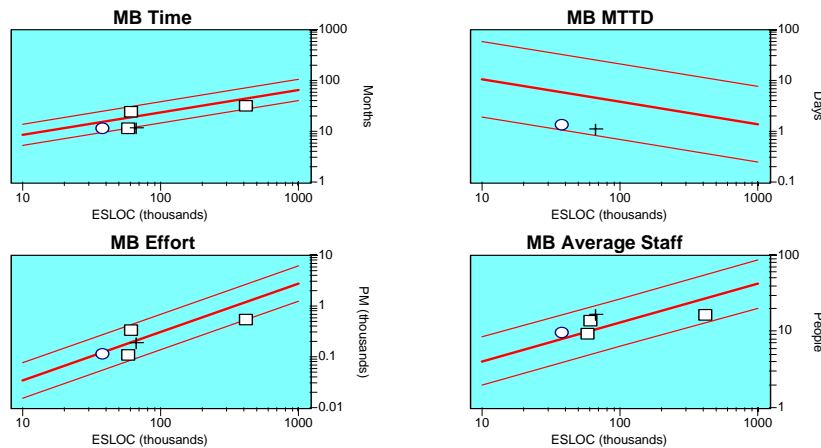 MB Time
1000
100
10
1
Months
10
100
1000
ESLOC (thousands)
MB MTTD
100
10
1
0.1
Days
10
100
1000
ESLOC (thousands)
MB Effort
10
1
0.1
0.01
PM (thousands)
10
100
1000
ESLOC (thousands)
MB Average Staff
100
10
1
People
10
100
1000
ESLOC (thousands)